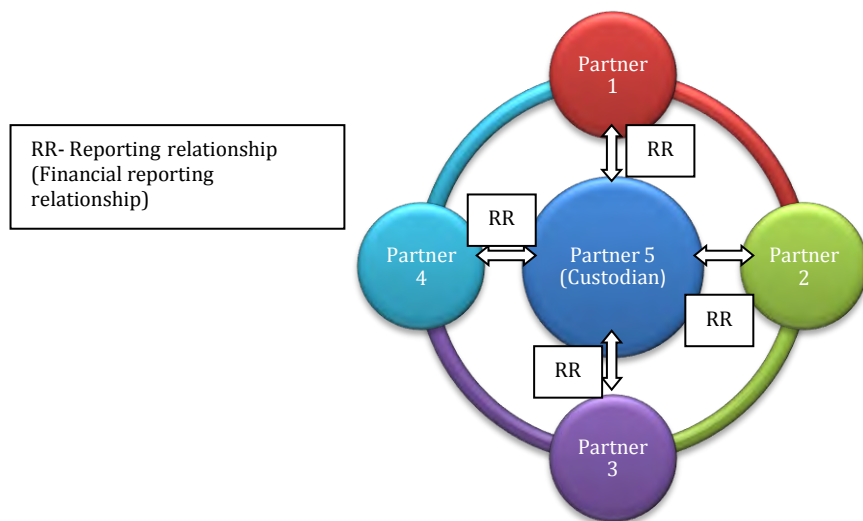 Partner
1
RR- Reporting relationship
(Financial reporting
relationship)
RR
RR
Partner
4
Partner 5
(Custodian)
Partner
2
RR
RR
Partner
3